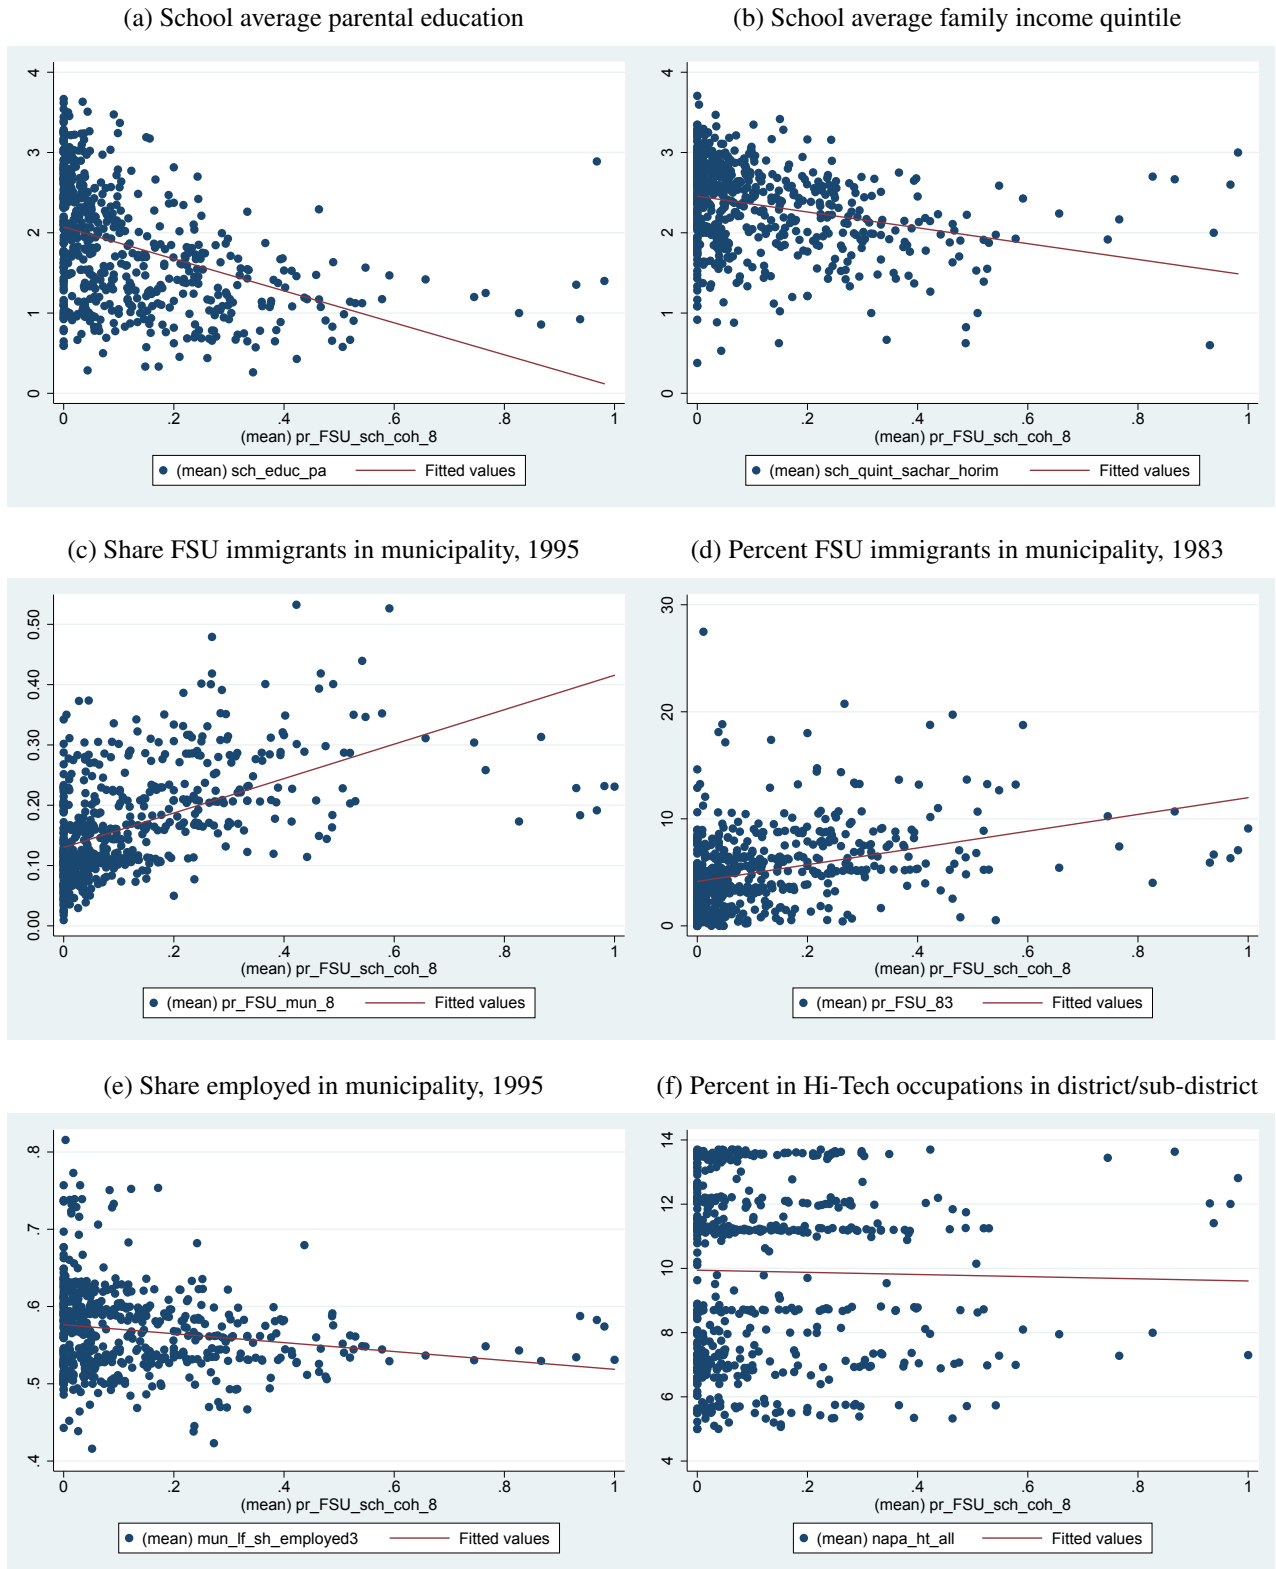 (a) School average parental education
4
3
2
1
0
0 .2 .4 .6 .8 1
(mean) pr_FSU_sch_coh_8
(mean) sch_educ_pa Fitted values
(b) School average family income quintile
4
3
2
1
0
0 .2 .4 .6 .8 1
(mean) pr_FSU_sch_coh_8
(mean) sch_quint_sachar_horim Fitted values
(c) Share FSU immigrants in municipality, 1995
0.50
0.40
0.30
0.20
0.10
0.00
0 .2 .4 .6 .8 1
(mean) pr_FSU_sch_coh_8
(mean) pr_FSU_mun_8 Fitted values
(d) Percent FSU immigrants in municipality, 1983
30
20
10
0
0 .2 .4 .6 .8 1
(mean) pr_FSU_sch_coh_8
(mean) pr_FSU_83 Fitted values
(e) Share employed in municipality, 1995
.8
.7
.6
.5
.4
0 .2 .4 .6 .8 1
(mean) pr_FSU_sch_coh_8
(mean) mun_lf_sh_employed3 Fitted values
(f) Percent in Hi-Tech occupations in district/sub-district
14
12
10
8
6
4
0 .2 .4 .6 .8 1
(mean) pr_FSU_sch_coh_8
(mean) napa_ht_all Fitted values